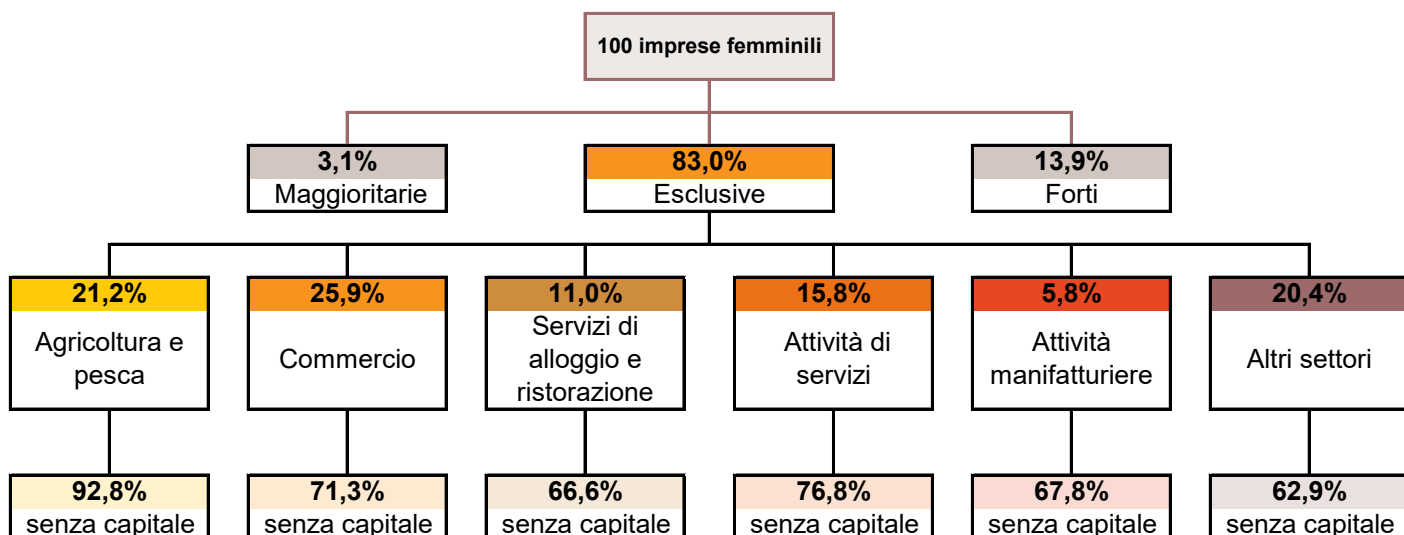 100 imprese femminili
3,1%
Maggioritarie
83,0%
Esclusive
13,9%
Forti
21,2%
Agricoltura e
pesca
25,9%
Commercio
11,0%
Servizi di
alloggio e
ristorazione
15,8%
Attività di
servizi
5,8%
Attività
manifatturiere
20,4%
Altri settori
92,8%
senza capitale
71,3%
senza capitale
66,6%
senza capitale
76,8%
senza capitale
67,8%
senza capitale
62,9%
senza capitale